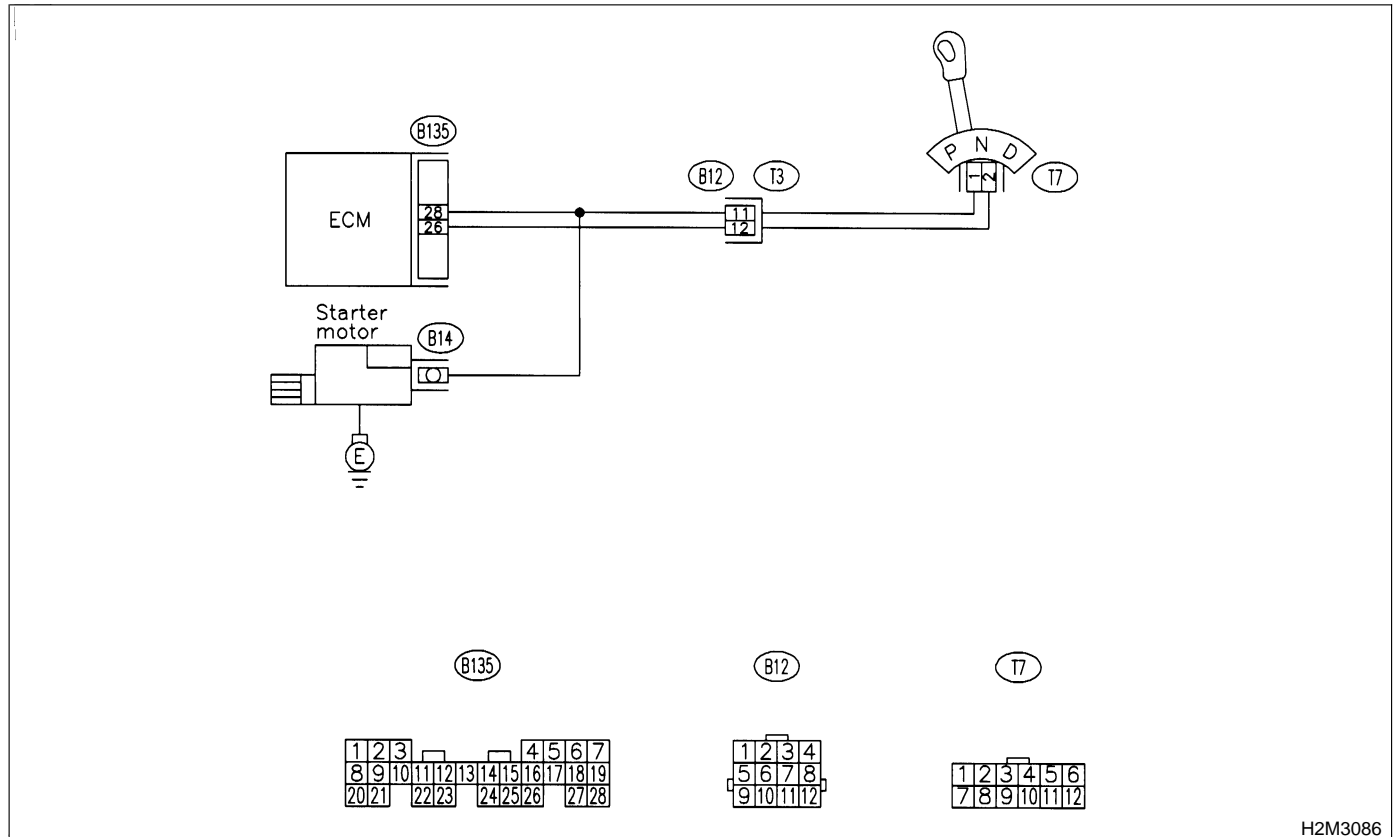 B135
P N D
B12 T3
1 2
T7
ECM
28
26
11
12
Starter
motor
B14
E
B135
B12
T7
1 2 3 4 5 6 7
8 9 10 11 12 13 14 15 16 17 18 19
20 21 22 23 24 25 26 27 28
1 2 3 4
5 6 7 8
9 10 11 12
1 2 3 4 5 6
7 8 9 10 11 12
H2M3086